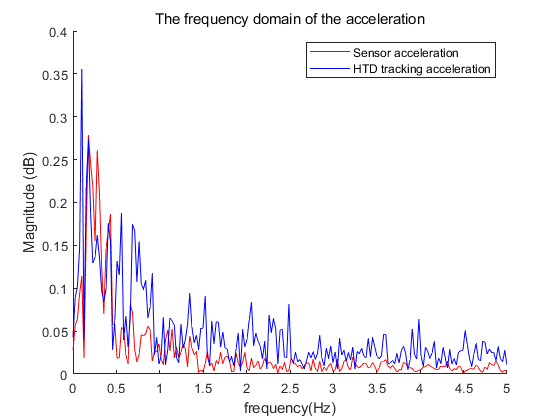 The frequency domain of the acceleration
Sensor acceleration
HTD tracking acceleration
Magnitude (dB)
0.4
0.35
0.3
0.25
0.2
0.15
0.1
0.05
0
0 0.5 1 1.5 2 2.5 3 3.5 4 4.5 5
frequency(Hz)